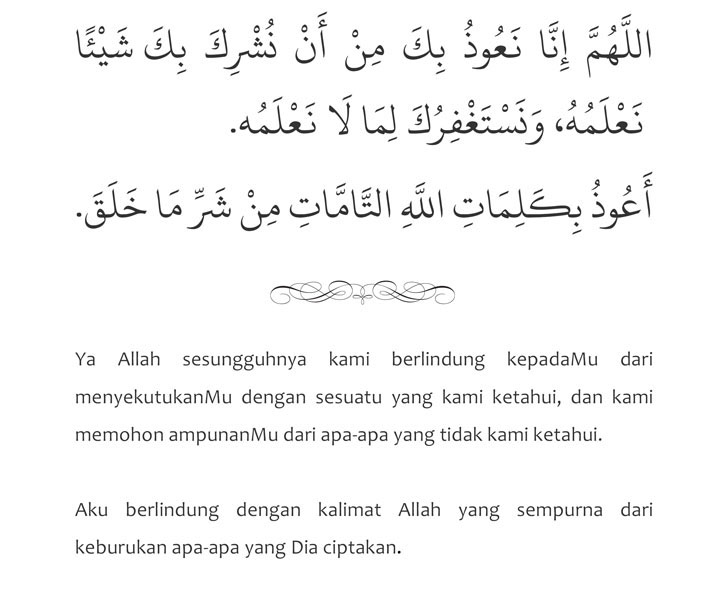 اللَّهُمَّ إِنَّا نَعُوذُ بِكَ مِنْ أَنْ نُشْرِكَ بِكَ شَيْئًا
نَعْلَمُهُ، وَنَسْتَغْفِرُكَ لِمَا لَا نَعْلَمُه.
أَعُوذُ بِكَلِمَاتِ اللَّهِ التَّامَّاتِ مِنْ شَرِّ مَا خَلَقَ.
Ya Allah sesungguhnya kami berlindung kepadaMu dari
menyekutukanMu dengan sesuatu yang kami ketahui, dan kami
memohon ampunanMu dari apa-apa yang tidak kami ketahui.
Aku berlindung dengan kalimat Allah yang sempurna dari
keburukan apa-apa yang Dia ciptakan.